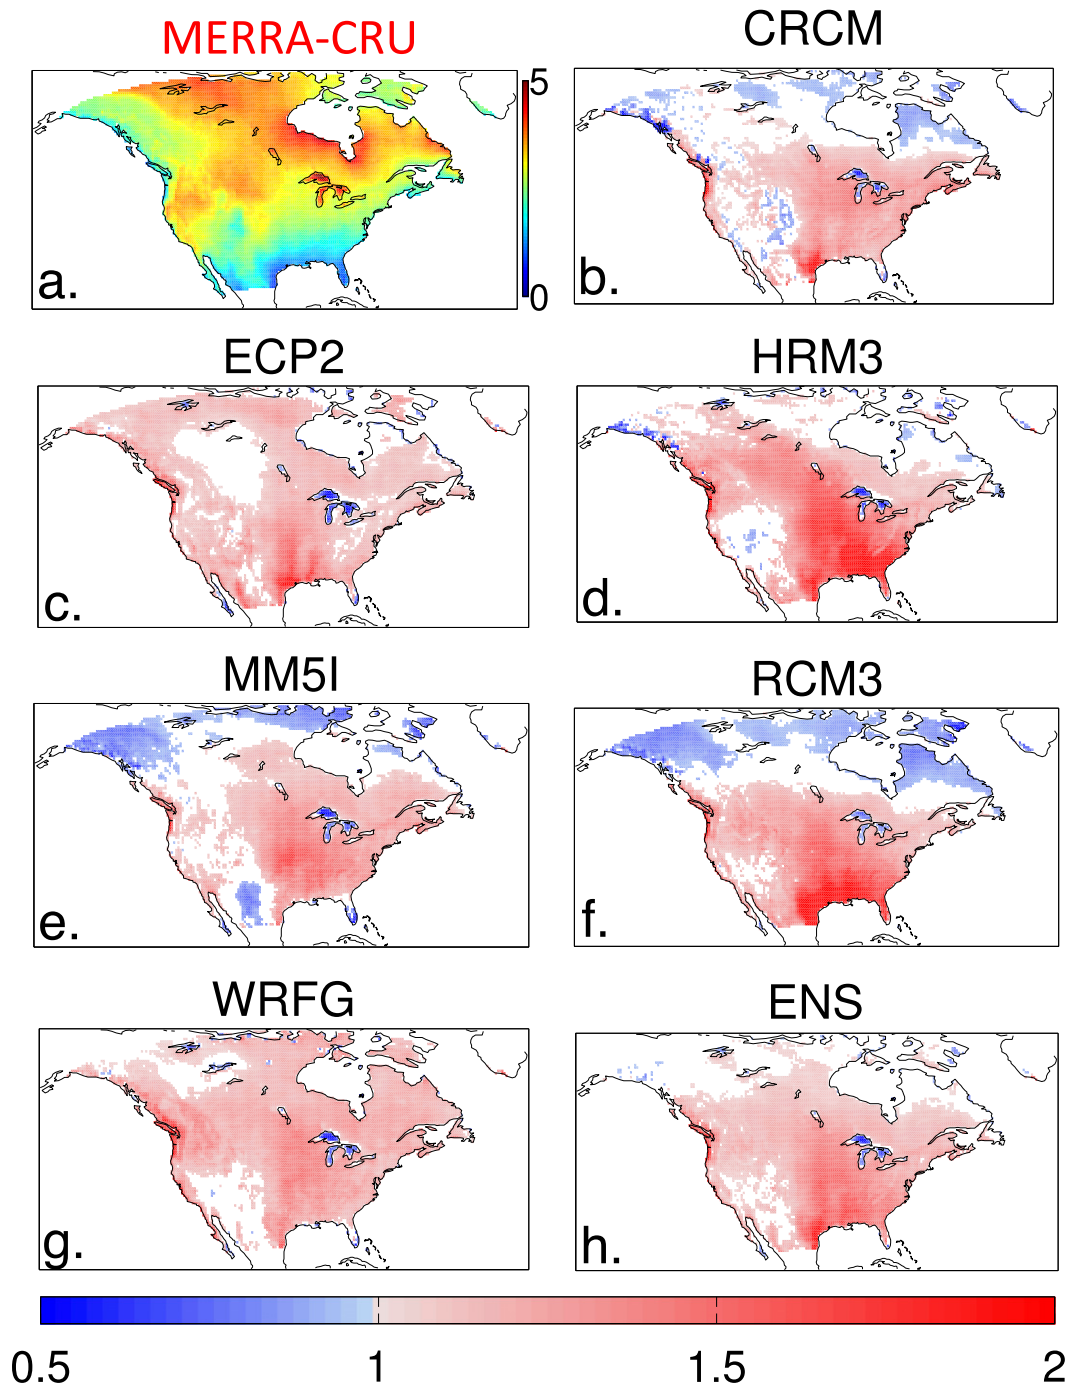 MERRA-CRU
CRCM
5
0
a.
b.
ECP2
HRM3
c.
d.
MM5I
RCM3
e.
f.
WRFG
ENS
g.
h.
0.5 1 1.5 2